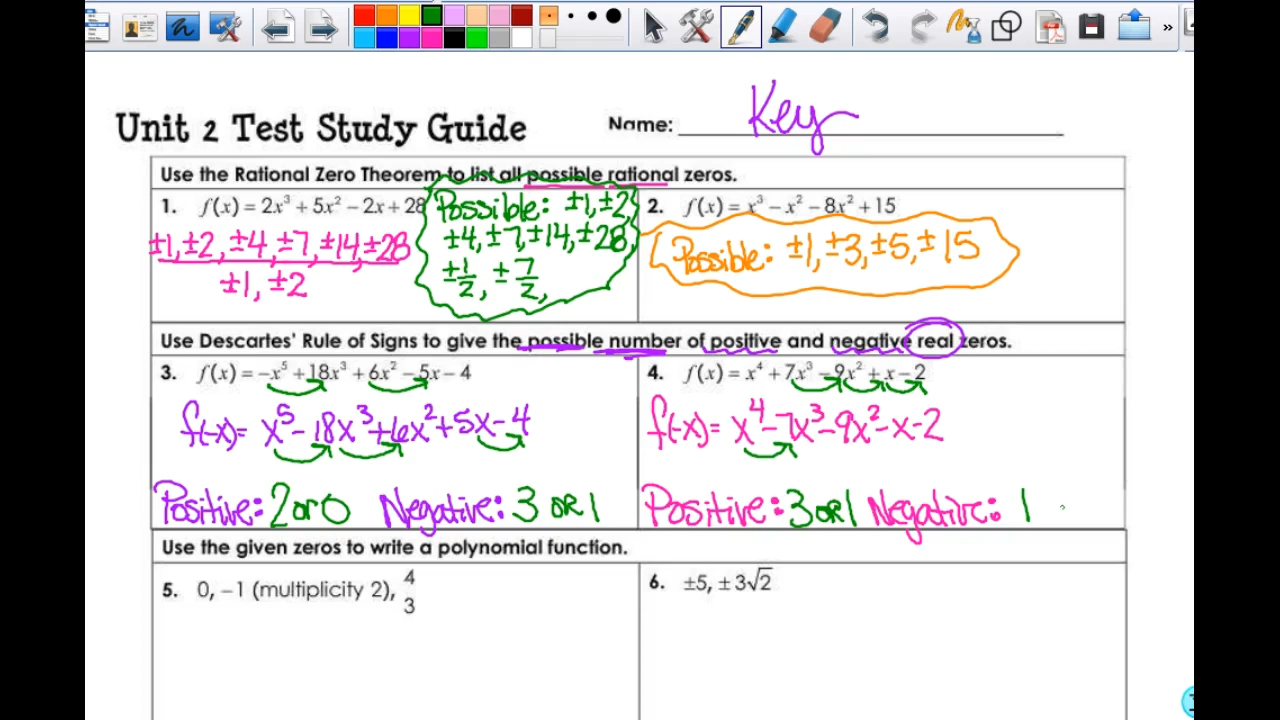 Unit 2 Test Study Guide
Name: Key
Use the Rational Zero Theorem to list all possible rational zeros.
1. f(x) = 2x³ + 5x² − 2x + 28
±1, ±2, ±4, ±7, ±14, ±28
±1, ±2
Possible: ±1, ±2,
±4, ±7, ±14, ±28,
±1/2, ±7/2,
2. f(x) = x³ − x² − 8x² + 15
Possible: ±1, ±3, ±5, ±15
Use Descartes' Rule of Signs to give the possible number of positive and negative real zeros.
3. f(x) = −x⁵ + 18x³ + 6x² − 5x − 4
f(-x) = x⁵ − 18x³ + 6x² + 5x − 4
Positive: 2 or 0 Negative: 3 OR 1
4. f(x) = x⁴ + 7x³ − 9x² + x − 2
f(-x) = x⁴ − 7x³ − 9x² − x − 2
Positive: 3 OR 1 Negative: 1
Use the given zeros to write a polynomial function.
5. 0, −1 (multiplicity 2), 4/3
6. ±5, ±3√2